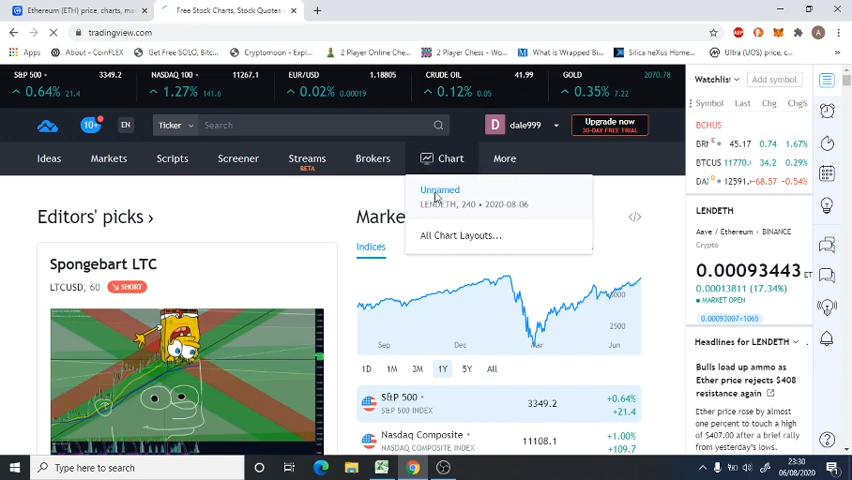 Ethereum (ETH) price, charts, m
Free Stock Charts, Stock Quotes
tradingview.com
Apps
About — CoinFLEX
Get Free SOLO, Bitc...
Cryptomoon - Explo...
2 Player Online Che...
2 Player Chess - Wo...
What is Wrapped Bi...
Silica neXus Home...
Ultra (UOS) price, c...
S&P 500
3349.2
0.64% 21.4
NASDAQ 100
11267.1
1.27% 141.6
EUR/USD
1.18805
0.02% 0.00019
CRUDE OIL
41.99
0.12% 0.05
GOLD
2070.78
0.35% 7.22
10+
EN
Ticker
Search
D
dale999
Upgrade now
30-DAY FREE TRIAL
Ideas
Markets
Scripts
Screener
Streams
BETA
Brokers
Chart
More
Unnamed
LENDETH, 240 • 2020-08-06
All Chart Layouts...
Editors' picks ›
Spongebart LTC
LTCUSD, 60
SHORT
Marke
Indices
3000
2500
Sep
Dec
Mar
Jun
1D
1M
3M
1Y
5Y
All
S&P 500
S&P 500 INDEX
3349.2
+0.64%
+21.4
Nasdaq Composite
NASDAQ COMPOSITE INDEX
11108.1
+1.00%
+109.7
Watchlist
Add symbol
Symbol
Last
Chg
Chg%
BCHUS
45.17
0.74
1.67%
BTCUS
11770.
34.2
0.29%
DA
12591.
-68.57
-0.54%
LENDETH
Aave / Ethereum • BINANCE
Crypto
0.00093443
0.00013811 (17.34%)
MARKET OPEN
0.00093007×1065
Headlines for LENDETH
Bulls load up ammo as
Ether price rejects $408
resistance again
Ether price rose by almost
one percent to touch a high
of $407.00 after a brief rally
from yesterday's lows.
Type here to search
23:30
06/08/2020